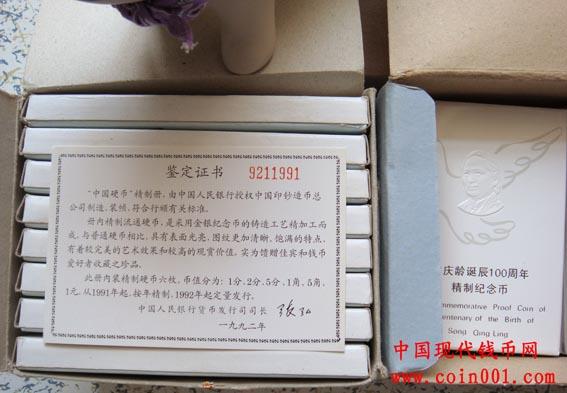 鉴定证书 9211991
“中国硬币”精制册,由中国人民银行授权中国印钞造币总
公司制造、装帧,符合行颁有关标准。
册内精制流通硬币,是采用金银纪念币的铸造工艺精加工而
成,与普通硬币相比,具有表面光亮,图纹更加清晰,饱满的特点,
有着较完美的艺术效果和较高的观赏价值,实为馈赠佳宾和钱币
爱好者收藏之珍品。
此册内装精制硬币六枚,币值分为:1分、2分、5分、1角、5角、
1元,从1991年起,按年精制,1992年起定量发行。
中国人民银行货币发行司司长
一九九二年
庆龄诞辰100周年
精制纪念币
mmemorative Proof Coin of
entenary of the Birth of
Song Qing Ling
中国现代钱币网
www.coin001.com